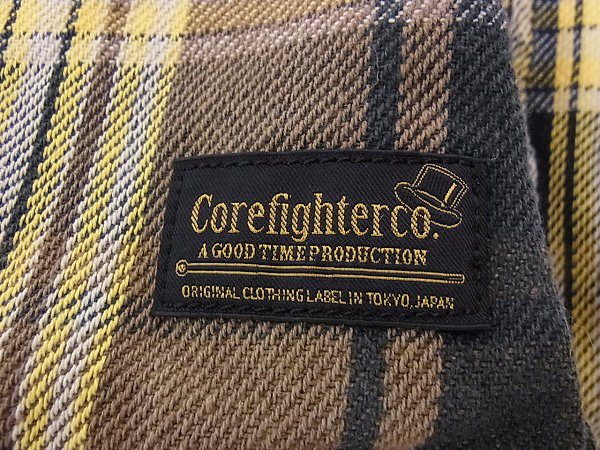 Corefighterco.
A GOOD TIME PRODUCTION
ORIGINAL CLOTHING LABEL IN TOKYO, JAPAN